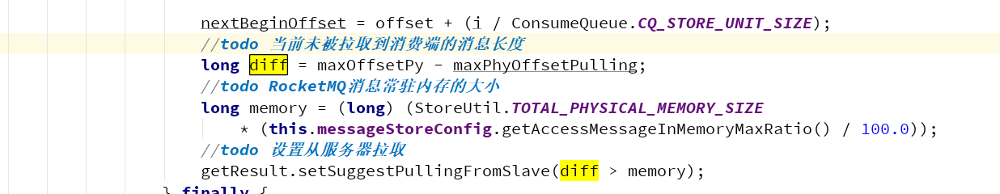 nextBeginOffset = offset + (i / ConsumeQueue.CQ_STORE_UNIT_SIZE);
//todo 当前未被拉取到消费端的消息长度
long diff = maxOffsetPy - maxPhyOffsetPulling;
//todo RocketMQ消息常驻内存的大小
long memory = (long) (StoreUtil.TOTAL_PHYSICAL_MEMORY_SIZE
* (this.messageStoreConfig.getAccessMessageInMemoryMaxRatio() / 100.0));
//todo 设置从服务器拉取
getResult.setSuggestPullingFromSlave(diff > memory);
} finally {